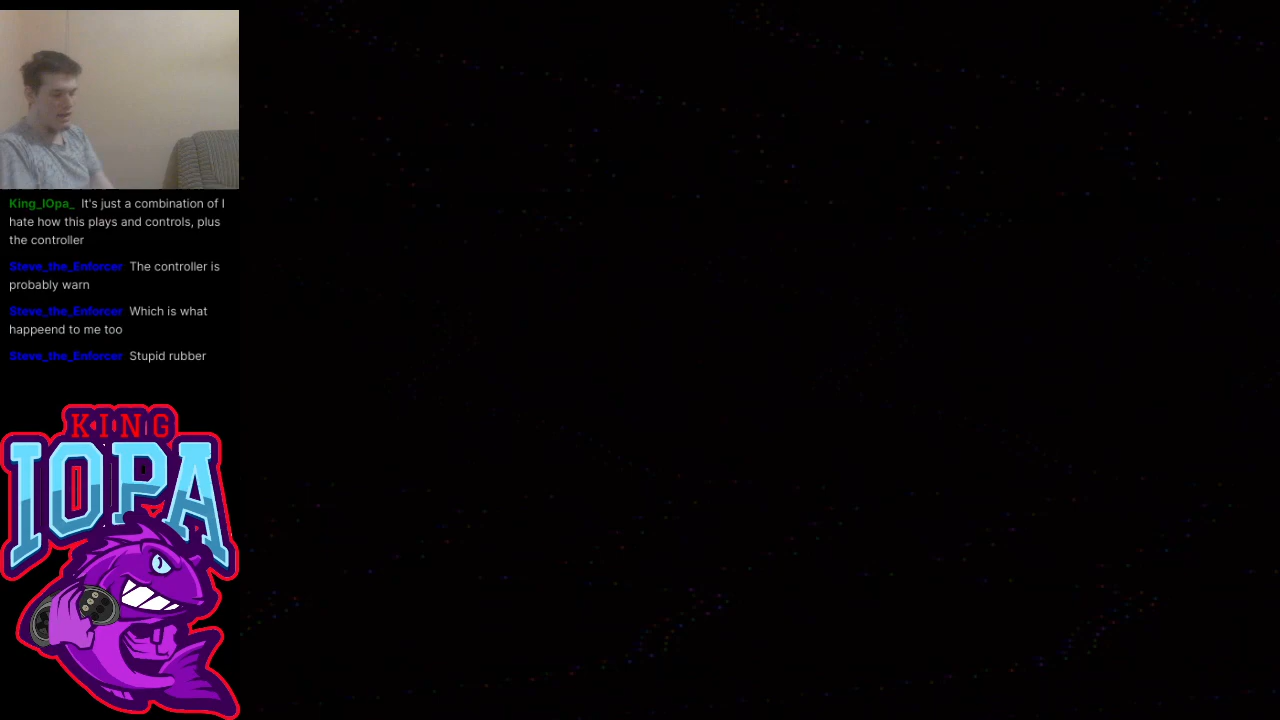 King_IOpa_ It's just a combination of I
hate how this plays and controls, plus
the controller
Steve_the_Enforcer The controller is
probably warn
Steve_the_Enforcer Which is what
happeend to me too
Steve_the_Enforcer Stupid rubber
KING
IOPA